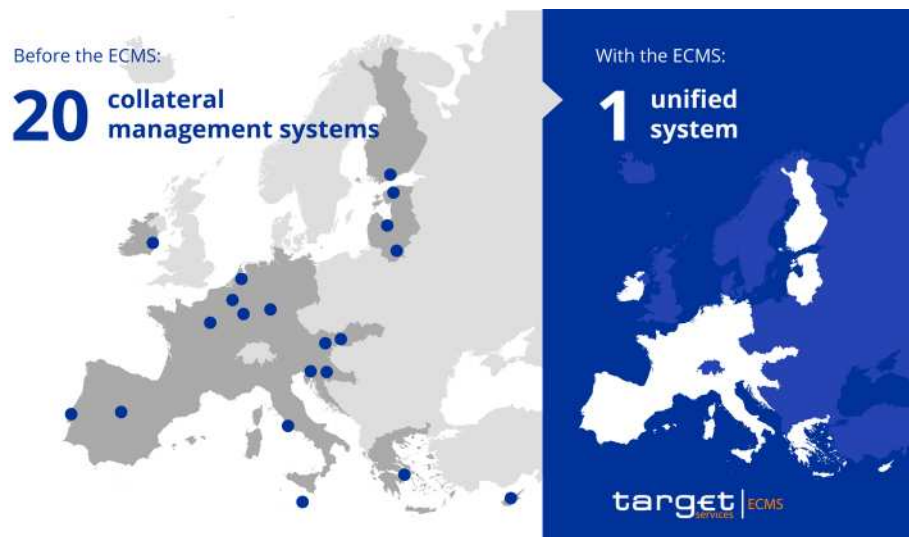 Before the ECMS:
20 collateral
management systems
With the ECMS:
1 unified
system
target
services
ECMS